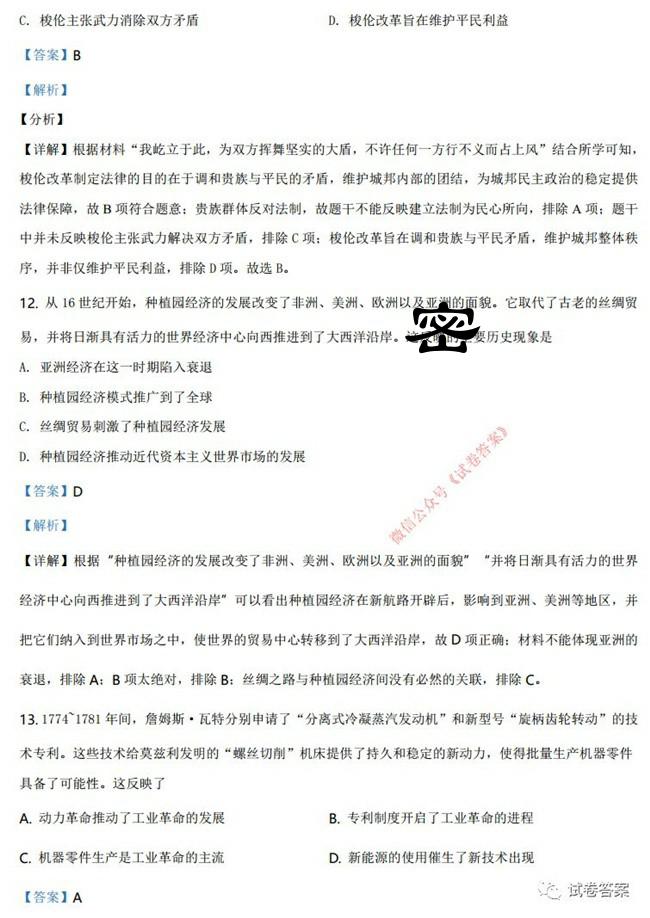 C. 梭伦主张武力消除双方矛盾 D. 梭伦改革旨在维护平民利益
【答案】B
【解析】
【分析】
【详解】根据材料“我屹立于此，为双方挥舞坚实的大盾，不许任何一方行不义而占上风”结合所学可知，
梭伦改革制定法律的目的在于调和贵族与平民的矛盾，维护城邦内部的团结，为城邦民主政治的稳定提供
法律保障，故 B 项符合题意；贵族群体反对法制，故题干不能反映建立法制为民心所向，排除 A 项；题干
中并未反映梭伦主张武力解决双方矛盾，排除 C 项；梭伦改革旨在调和贵族与平民矛盾，维护城邦整体秩
序，并非仅维护平民利益，排除 D 项。故选 B。
12. 从 16 世纪开始，种植园经济的发展改变了非洲、美洲、欧洲以及亚洲的面貌。它取代了古老的丝绸贸
易，并将日渐具有活力的世界经济中心向西推进到了大西洋沿岸。要历史现象是
密
A. 亚洲经济在这一时期陷入衰退
B. 种植园经济模式推广到了全球
C. 丝绸贸易刺激了种植园经济发展
D. 种植园经济推动近代资本主义世界市场的发展
微信公众号《试卷答案》
【答案】D
【解析】
【详解】根据“种植园经济的发展改变了非洲、美洲、欧洲以及亚洲的面貌”“并将日渐具有活力的世界
经济中心向西推进到了大西洋沿岸”可以看出种植园经济在新航路开辟后，影响到亚洲、美洲等地区，并
把它们纳入到世界市场之中，使世界的贸易中心转移到了大西洋沿岸，故 D 项正确；材料不能体现亚洲的
衰退，排除 A；B 项太绝对，排除 B；丝绸之路与种植园经济间没有必然的关联，排除 C。
13. 1774~1781 年间，詹姆斯·瓦特分别申请了“分离式冷凝蒸汽发动机”和新型号“旋柄齿轮转动”的技
术专利。这些技术给莫兹利发明的“螺丝切削”机床提供了持久和稳定的新动力，使得批量生产机器零件
具备了可能性。这反映了
A. 动力革命推动了工业革命的发展 B. 专利制度开启了工业革命的进程
C. 机器零件生产是工业革命的主流 D. 新能源的使用催生了新技术出现
【答案】A
试卷答案